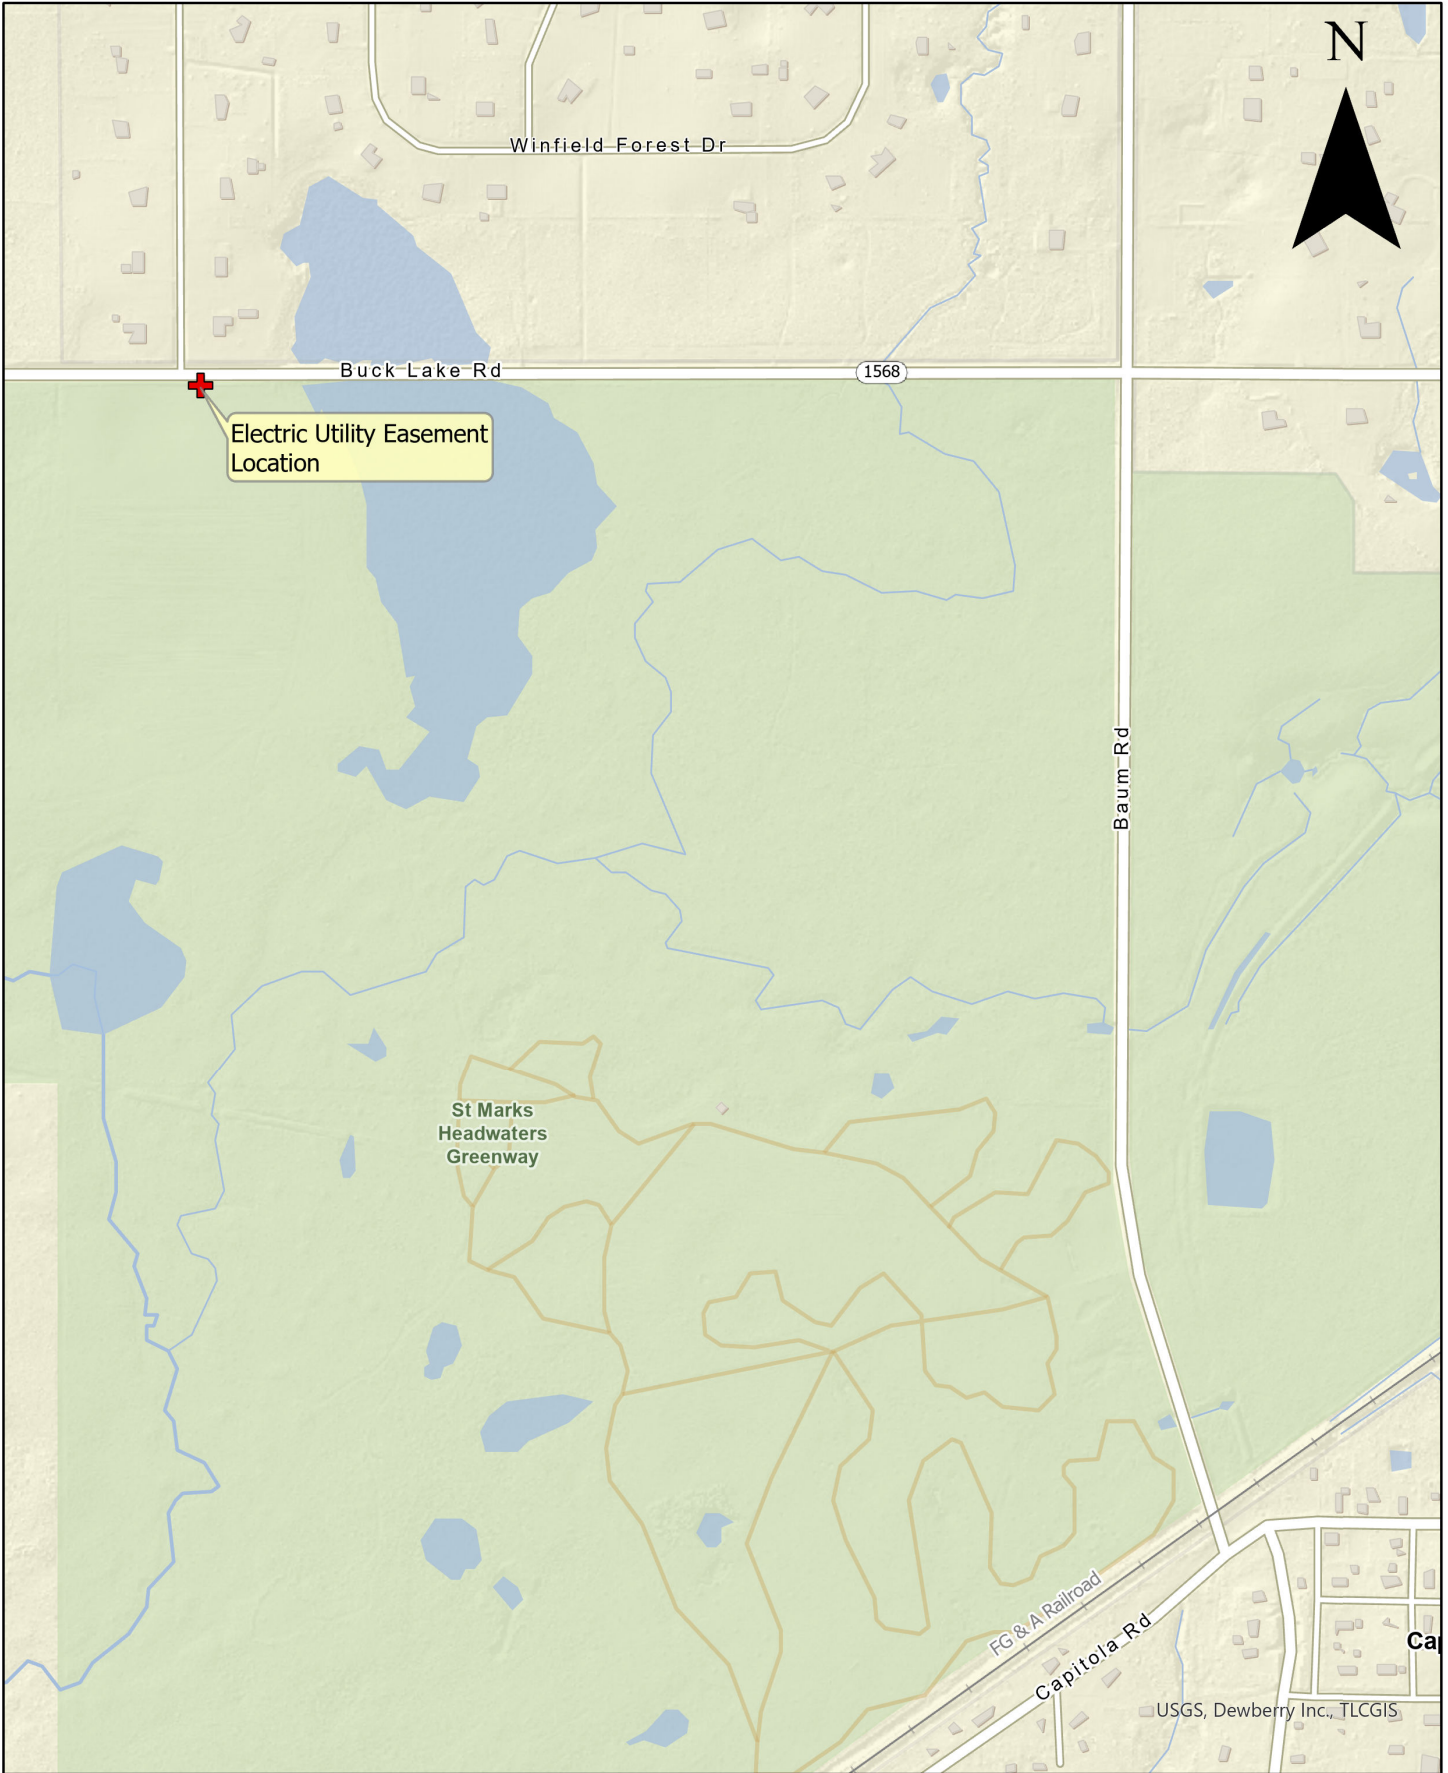 N
Winfield Forest Dr
Buck Lake Rd
1568
Electric Utility Easement
Location
Baum Rd
St Marks
Headwaters
Greenway
FG & A Railroad
Capitola Rd
Cap
USGS, Dewberry Inc., TLCGIS